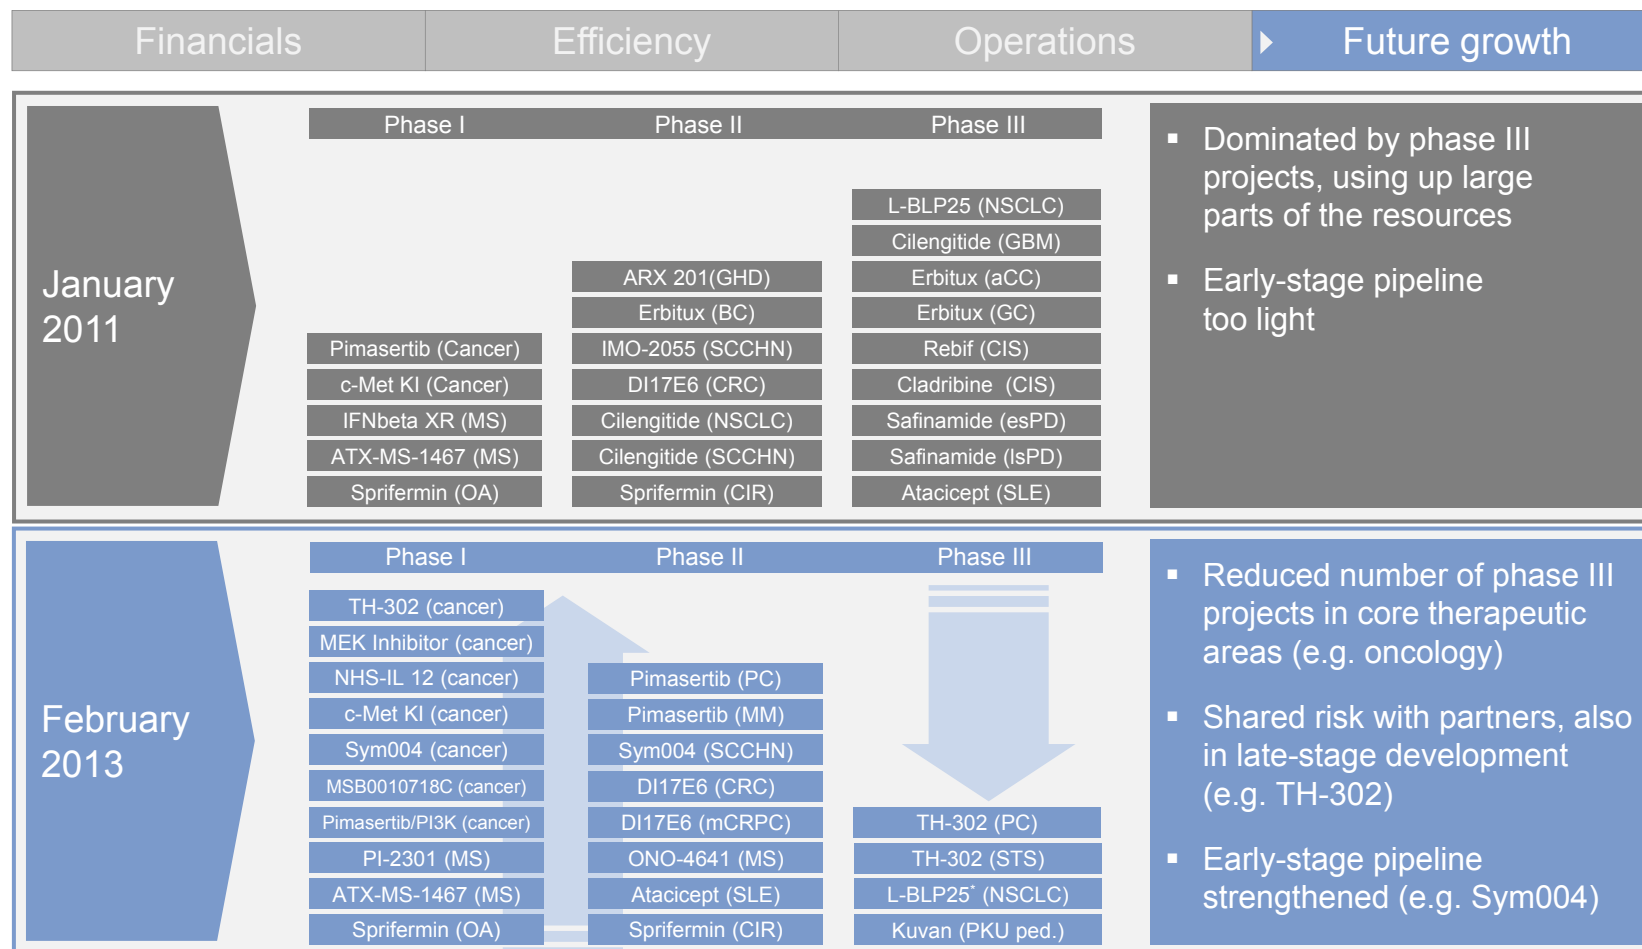 Financials
Efficiency
Operations
Future growth
January
2011
Phase I
Pimasertib (Cancer)
c-Met KI (Cancer)
IFNbeta XR (MS)
ATX-MS-1467 (MS)
Sprifermin (OA)
Phase II
ARX 201(GHD)
Erbitux (BC)
IMO-2055 (SCCHN)
DI17E6 (CRC)
Cilengitide (NSCLC)
Cilengitide (SCCHN)
Sprifermin (CIR)
Phase III
L-BLP25 (NSCLC)
Cilengitide (GBM)
Erbitux (aCC)
Erbitux (GC)
Rebif (CIS)
Cladribine (CIS)
Safinamide (esPD)
Safinamide (lsPD)
Atacicept (SLE)
▪ Dominated by phase III
projects, using up large
parts of the resources
▪ Early-stage pipeline
too light
February
2013
Phase I
TH-302 (cancer)
MEK Inhibitor (cancer)
NHS-IL 12 (cancer)
c-Met KI (cancer)
Sym004 (cancer)
MSB0010718C (cancer)
Pimasertib/PI3K (cancer)
PI-2301 (MS)
ATX-MS-1467 (MS)
Sprifermin (OA)
Phase II
Pimasertib (PC)
Pimasertib (MM)
Sym004 (SCCHN)
DI17E6 (CRC)
DI17E6 (mCRPC)
ONO-4641 (MS)
Atacicept (SLE)
Sprifermin (CIR)
Phase III
TH-302 (PC)
TH-302 (STS)
L-BLP25* (NSCLC)
Kuvan (PKU ped.)
▪ Reduced number of phase III
projects in core therapeutic
areas (e.g. oncology)
▪ Shared risk with partners, also
in late-stage development
(e.g. TH-302)
▪ Early-stage pipeline
strengthened (e.g. Sym004)